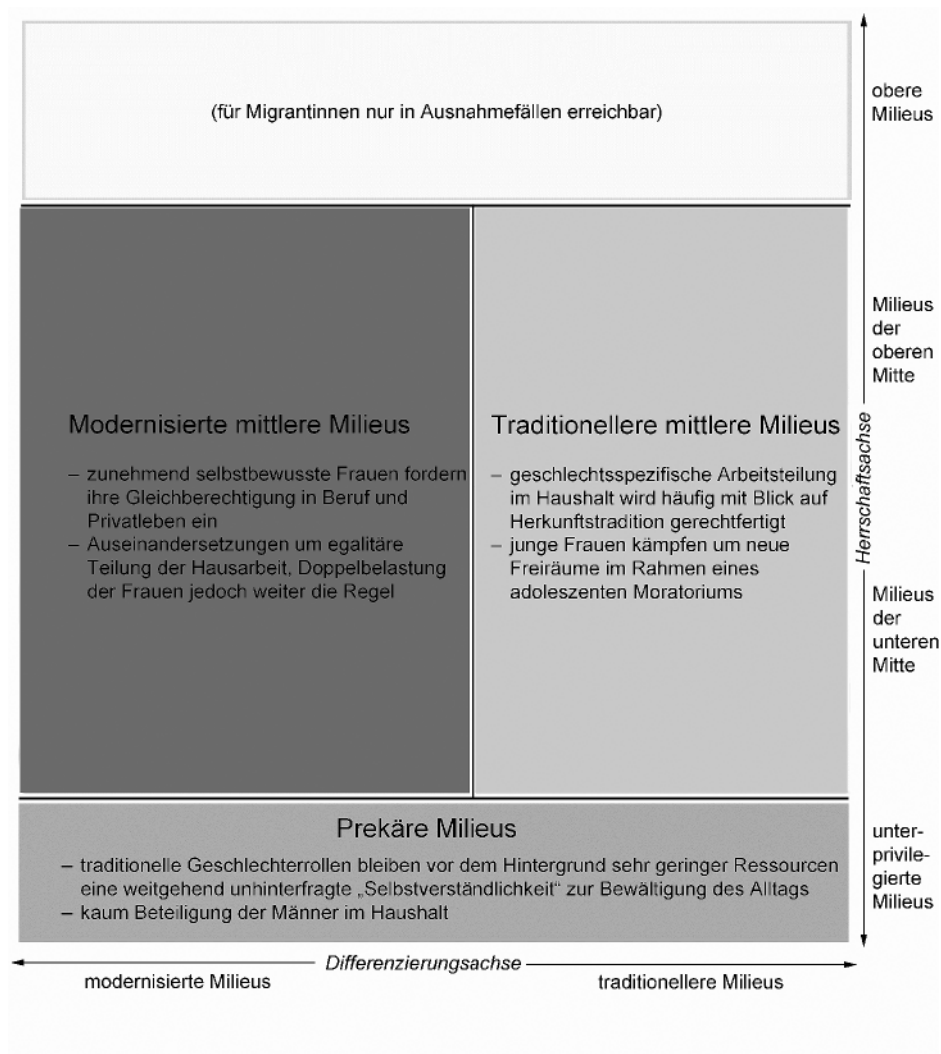 (für Migrantinnen nur in Ausnahmefällen erreichbar)
obere
Milieus
Milieus
der
oberen
Mitte
Modernisierte mittlere Milieus
– zunehmend selbstbewusste Frauen fordern
ihre Gleichberechtigung in Beruf und
Privatleben ein
– Auseinandersetzungen um egalitäre
Teilung der Hausarbeit, Doppelbelastung
der Frauen jedoch weiter die Regel
Traditionellere mittlere Milieus
– geschlechtsspezifische Arbeitsteilung
im Haushalt wird häufig mit Blick auf
Herkunftstradition gerechtfertigt
– junge Frauen kämpfen um neue
Freiräume im Rahmen eines
adoleszenten Moratoriums
Herrschaftsachse
Milieus
der
unteren
Mitte
Prekäre Milieus
– traditionelle Geschlechterrollen bleiben vor dem Hintergrund sehr geringer Ressourcen
eine weitgehend unhinterfragte „Selbstverständlichkeit“ zur Bewältigung des Alltags
– kaum Beteiligung der Männer im Haushalt
unter-
privile-
gierte
Milieus
Differenzierungsachse
modernisierte Milieus
traditionellere Milieus